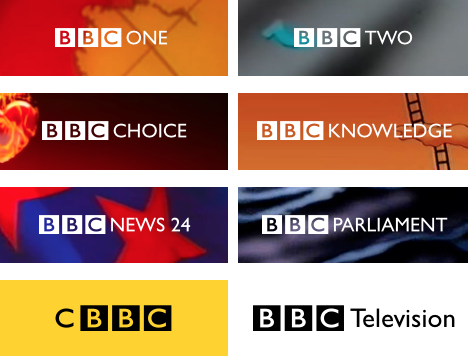 BBC ONE
BBC TWO
BBC CHOICE
BBC KNOWLEDGE
BBC NEWS 24
BBC PARLIAMENT
CBBC
BBC Television